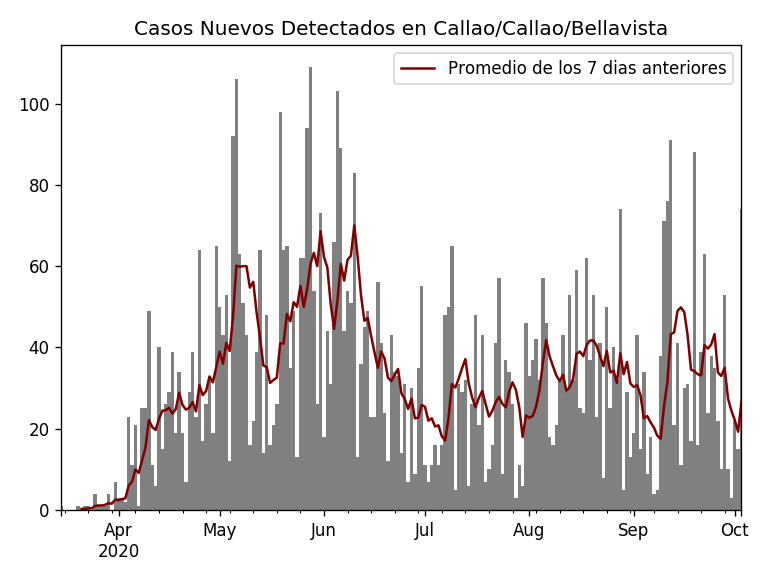 Casos Nuevos Detectados en Callao/Callao/Bellavista
Promedio de los 7 dias anteriores
100
80
60
40
20
0
Apr May Jun Jul Aug Sep Oct
2020